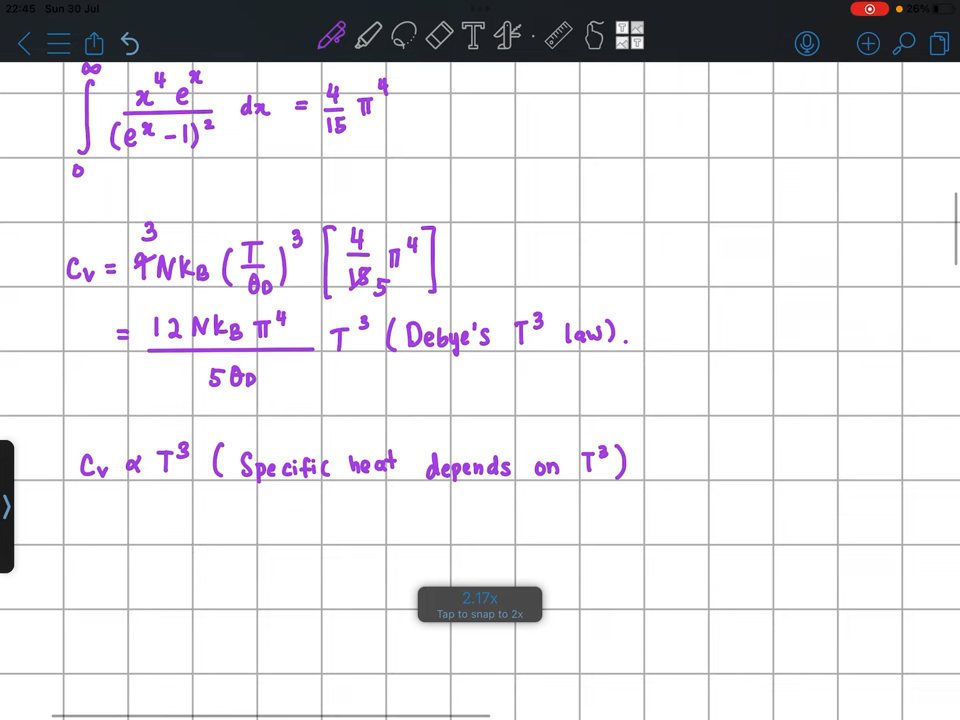 22:45 Sun 30 Jul 26%
∫₀^∞ x⁴ eˣ / (eˣ − 1)² dx = 4/15 π⁴
Cv = 9̸ 3 NkB (T/θD)³ [4/1̸5̸ 5 π⁴]
= 12 NkB π⁴ / 5θD T³ (Debye's T³ law).
Cv ∝ T³ (Specific heat depends on T³)
2.17x
Tap to snap to 2x